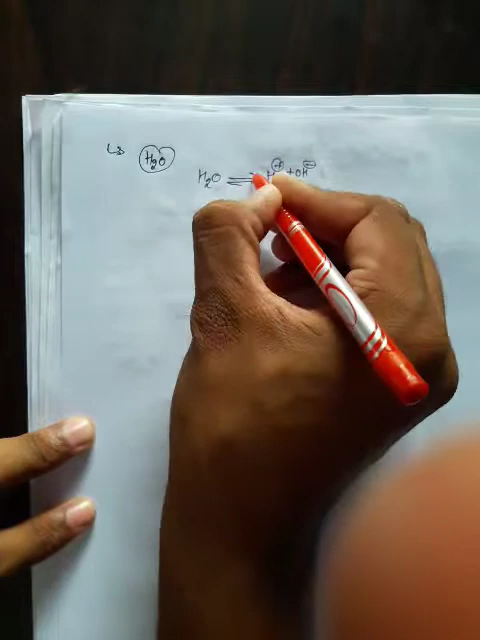 ↳ H₂O
H₂O ⇌ H⊕ + OH⊖